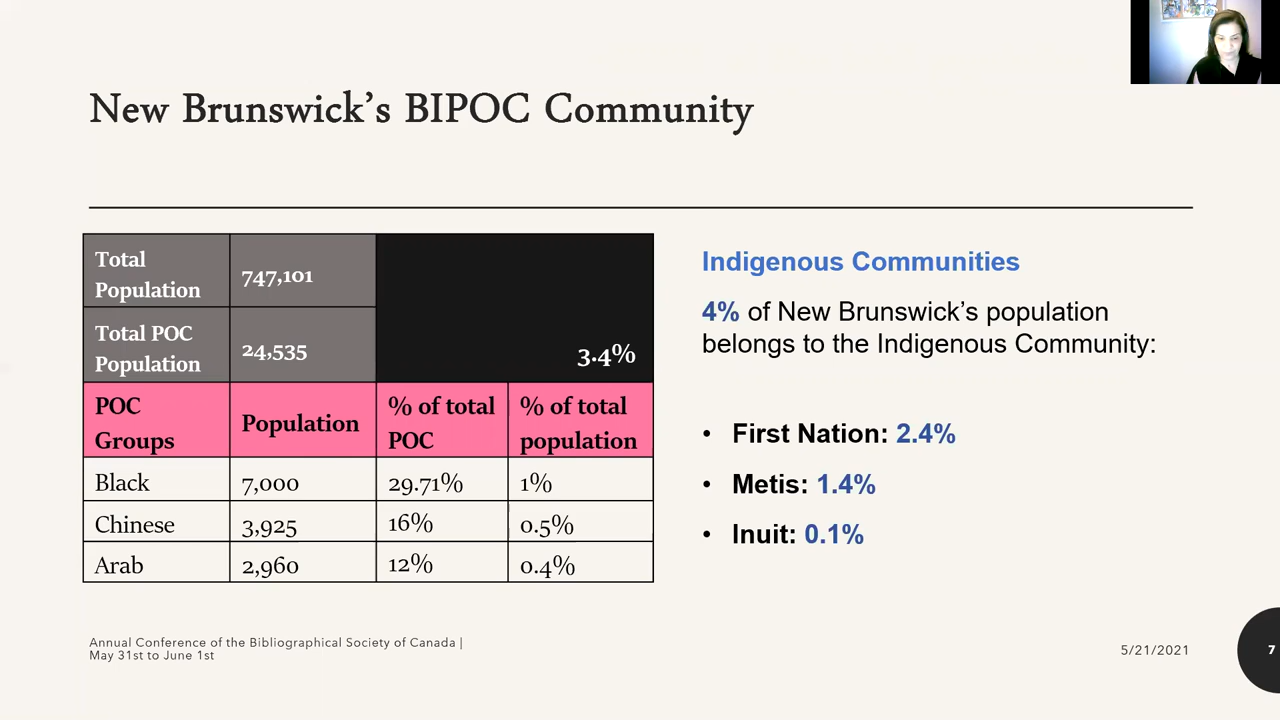 New Brunswick’s BIPOC Community
Total
Population
747,101
Total POC
Population
24,535
3.4%
POC
Groups
Population
% of total
POC
% of total
population
Black
7,000
29.71%
1%
Chinese
3,925
16%
0.5%
Arab
2,960
12%
0.4%
Indigenous Communities
4% of New Brunswick’s population
belongs to the Indigenous Community:
• First Nation: 2.4%
• Metis: 1.4%
• Inuit: 0.1%
Annual Conference of the Bibliographical Society of Canada |
May 31st to June 1st
5/21/2021
7